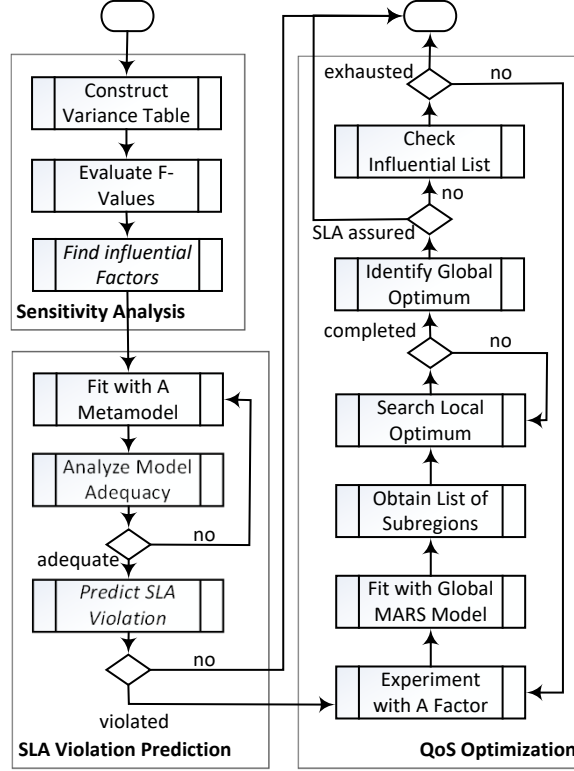 Construct
Variance Table
Evaluate F-
Values
Find influential
Factors
Sensitivity Analysis
Fit with A
Metamodel
Analyze Model
Adequacy
no
adequate
Predict SLA
Violation
no
violated
SLA Violation Prediction
exhausted
no
Check
Influential List
no
SLA assured
Identify Global
Optimum
completed
no
Search Local
Optimum
Obtain List of
Subregions
Fit with Global
MARS Model
Experiment
with A Factor
QoS Optimization